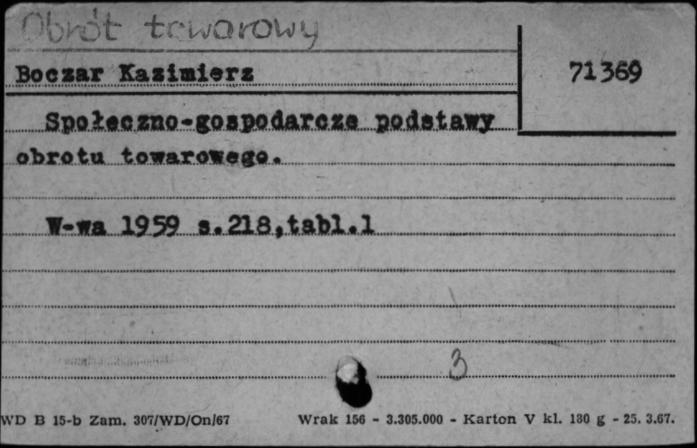 Obrót towarowy
Boczar Kazimierz
71369
Społeczno-gospodarcze podstawy
obrotu towarowego.
W-wa 1959 s.218,tabl.1
3
WD B 15-b Zam. 307/WD/On/67
Wrak 156 - 3.305.000 - Karton V kl. 180 g - 25. 3.67.